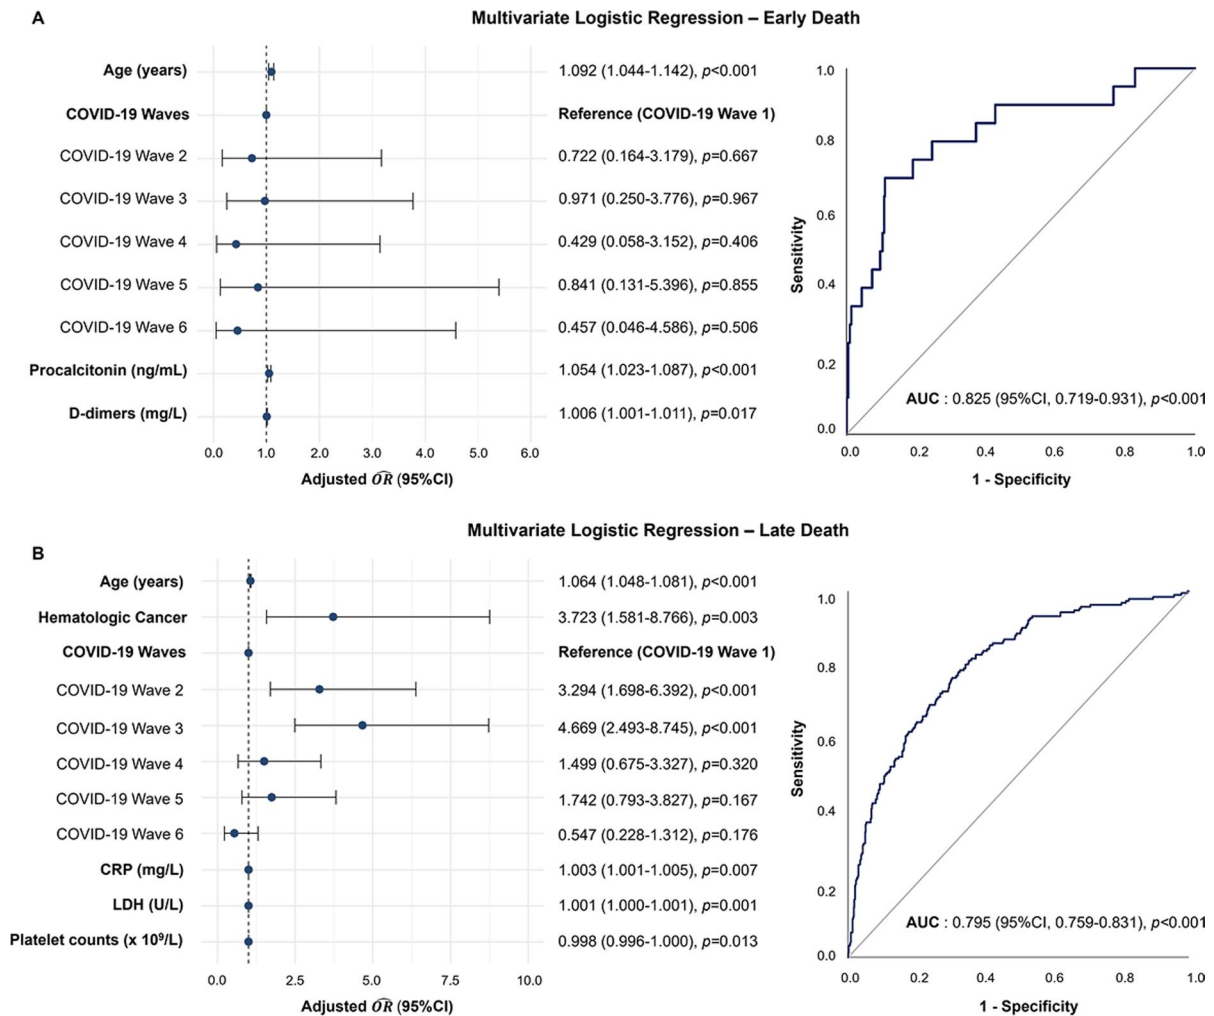 A
Multivariate Logistic Regression – Early Death
Age (years) 1.092 (1.044-1.142), p<0.001
COVID-19 Waves Reference (COVID-19 Wave 1)
COVID-19 Wave 2 0.722 (0.164-3.179), p=0.667
COVID-19 Wave 3 0.971 (0.250-3.776), p=0.967
COVID-19 Wave 4 0.429 (0.058-3.152), p=0.406
COVID-19 Wave 5 0.841 (0.131-5.396), p=0.855
COVID-19 Wave 6 0.457 (0.046-4.586), p=0.506
Procalcitonin (ng/mL) 1.054 (1.023-1.087), p<0.001
D-dimers (mg/L) 1.006 (1.001-1.011), p=0.017
0.0 1.0 2.0 3.0 4.0 5.0 6.0
Adjusted O͡R (95%CI)
1.0
0.8
0.6
0.4
0.2
0.0
Sensitivity
AUC : 0.825 (95%CI, 0.719-0.931), p<0.001
0.0 0.2 0.4 0.6 0.8 1.0
1 - Specificity
Multivariate Logistic Regression – Late Death
B
Age (years) 1.064 (1.048-1.081), p<0.001
Hematologic Cancer 3.723 (1.581-8.766), p=0.003
COVID-19 Waves Reference (COVID-19 Wave 1)
COVID-19 Wave 2 3.294 (1.698-6.392), p<0.001
COVID-19 Wave 3 4.669 (2.493-8.745), p<0.001
COVID-19 Wave 4 1.499 (0.675-3.327), p=0.320
COVID-19 Wave 5 1.742 (0.793-3.827), p=0.167
COVID-19 Wave 6 0.547 (0.228-1.312), p=0.176
CRP (mg/L) 1.003 (1.001-1.005), p=0.007
LDH (U/L) 1.001 (1.000-1.001), p=0.001
Platelet counts (x 10⁹/L) 0.998 (0.996-1.000), p=0.013
0.0 2.5 5.0 7.5 10.0
Adjusted O͡R (95%CI)
1.0
0.8
0.6
0.4
0.2
0.0
Sensitivity
AUC : 0.795 (95%CI, 0.759-0.831), p<0.001
0.0 0.2 0.4 0.6 0.8 1.0
1 - Specificity